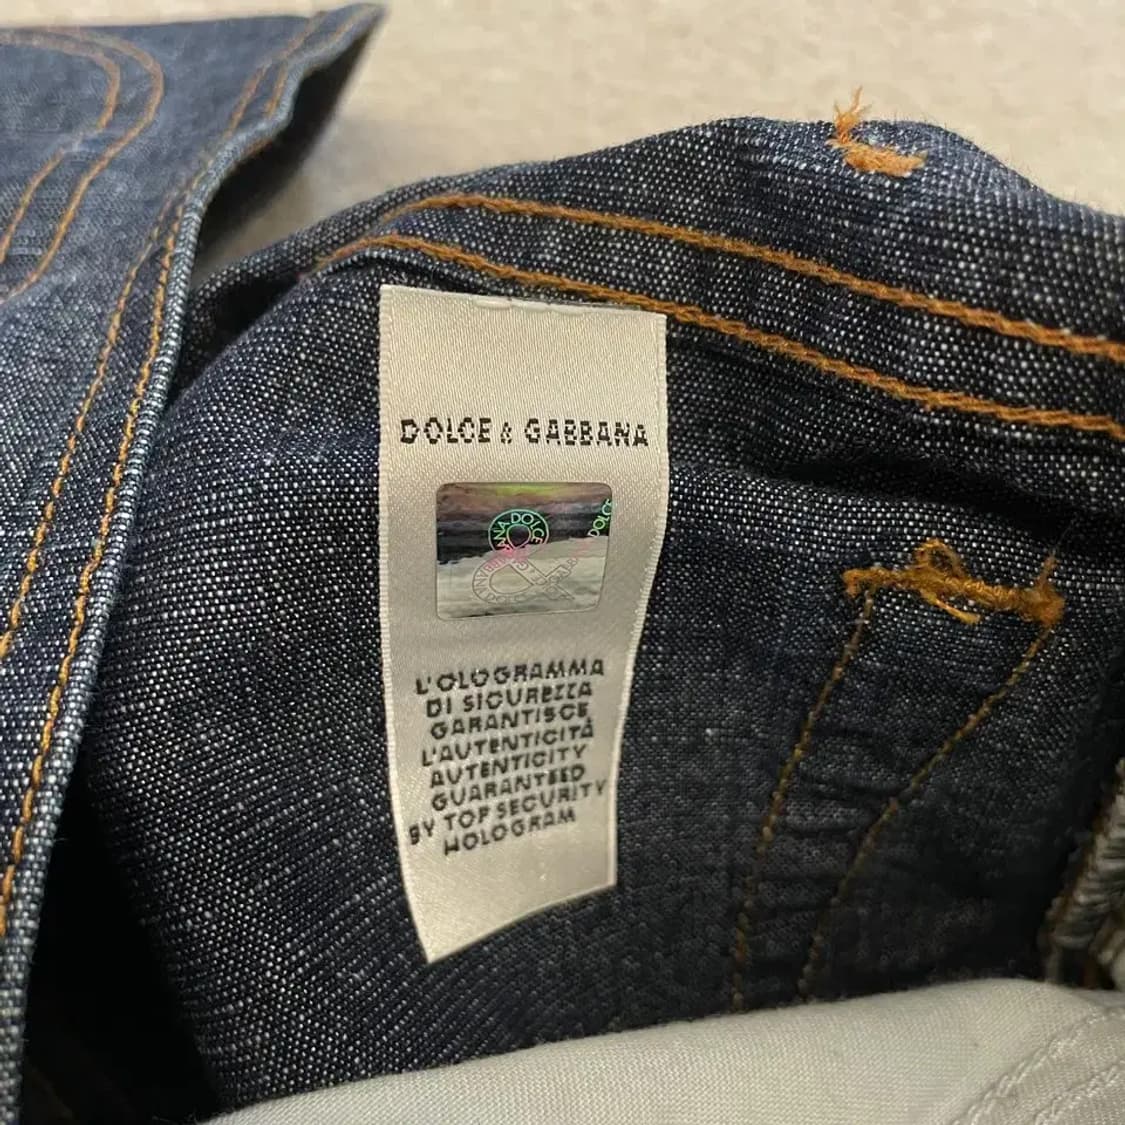 DOLCE & GABBANA
L'OLOGRAMMA
DI SICUREZZA
GARANTISCE
L'AUTENTICITÀ
AUTENTICITY
GUARANTEED
BY TOP SECURITY
HOLOGRAM